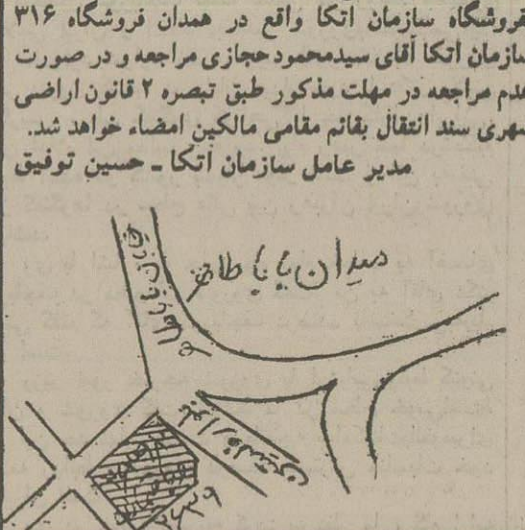 فروشگاه سازمان اتکا واقع در همدان فروشگاه ۳۱۶
سازمان اتکا آقای سیدمحمود حجازی مراجعه و در صورت
عدم مراجعه در مهلت مذکور طبق تبصره ۲ قانون اراضی
شهری سند انتقال بقائم مقامی مالکین امضاء خواهد شد.
مدیر عامل سازمان اتکا ـ حسین توفیق
میدان باباطاهر
بلوار